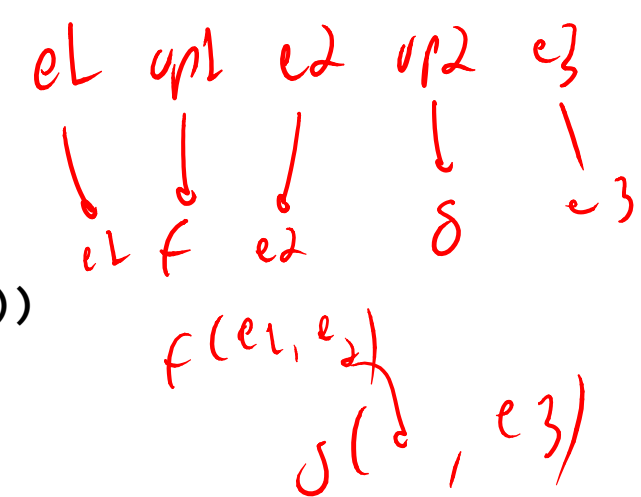 e1 op1 e2 op2 e3
e1 f e2 g e3
))
f(e1, e2)
g( , e3)